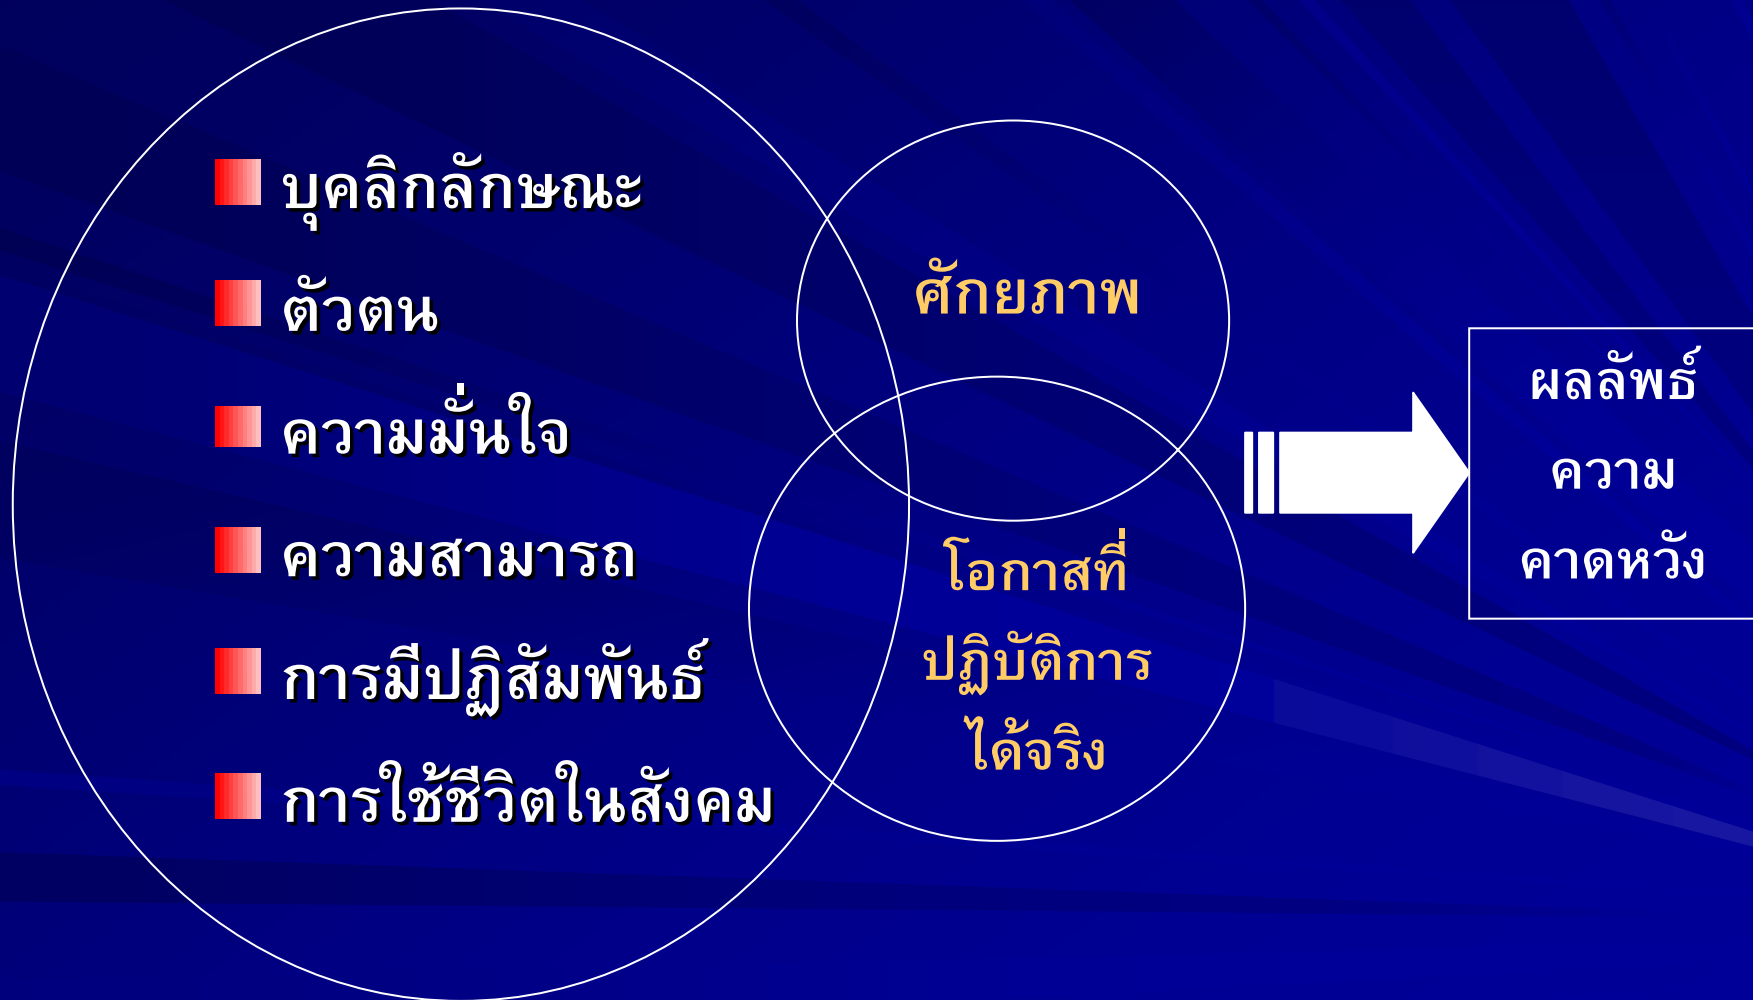 บุคลิกลักษณะ
ตัวตน
ความมั่นใจ
ความสามารถ
การมีปฏิสัมพันธ์
การใช้ชีวิตในสังคม
ศักยภาพ
โอกาสที่
ปฏิบัติการ
ได้จริง
ผลลัพธ์
ความ
คาดหวัง